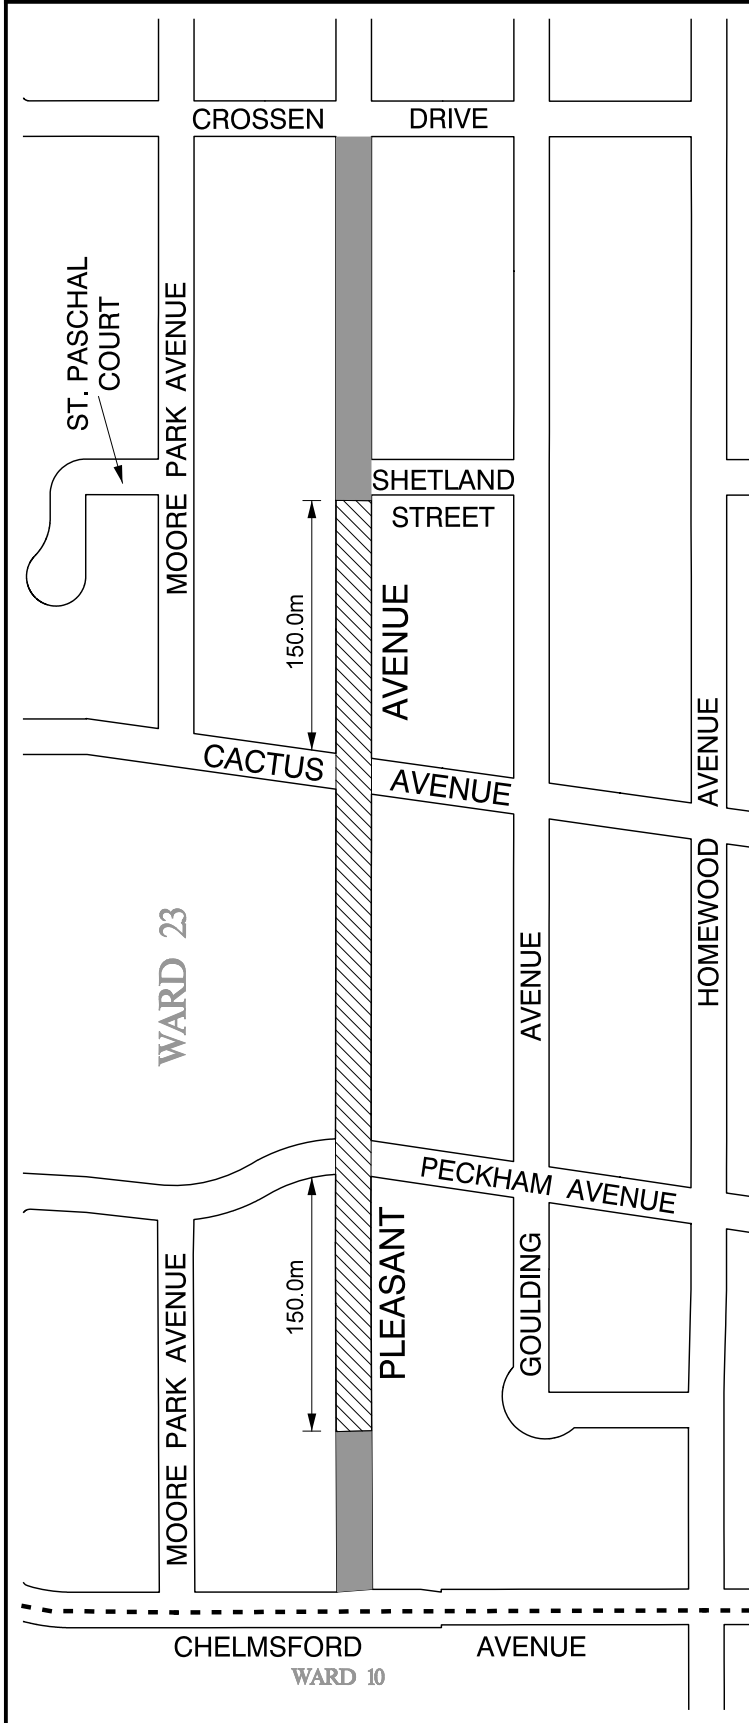 CROSSEN DRIVE
ST. PASCHAL
COURT
MOORE PARK AVENUE
SHETLAND
STREET
150.0m
AVENUE
CACTUS AVENUE
HOMEWOOD AVENUE
WARD 23
AVENUE
PECKHAM AVENUE
PLEASANT
GOULDING
150.0m
MOORE PARK AVENUE
CHELMSFORD AVENUE
WARD 10